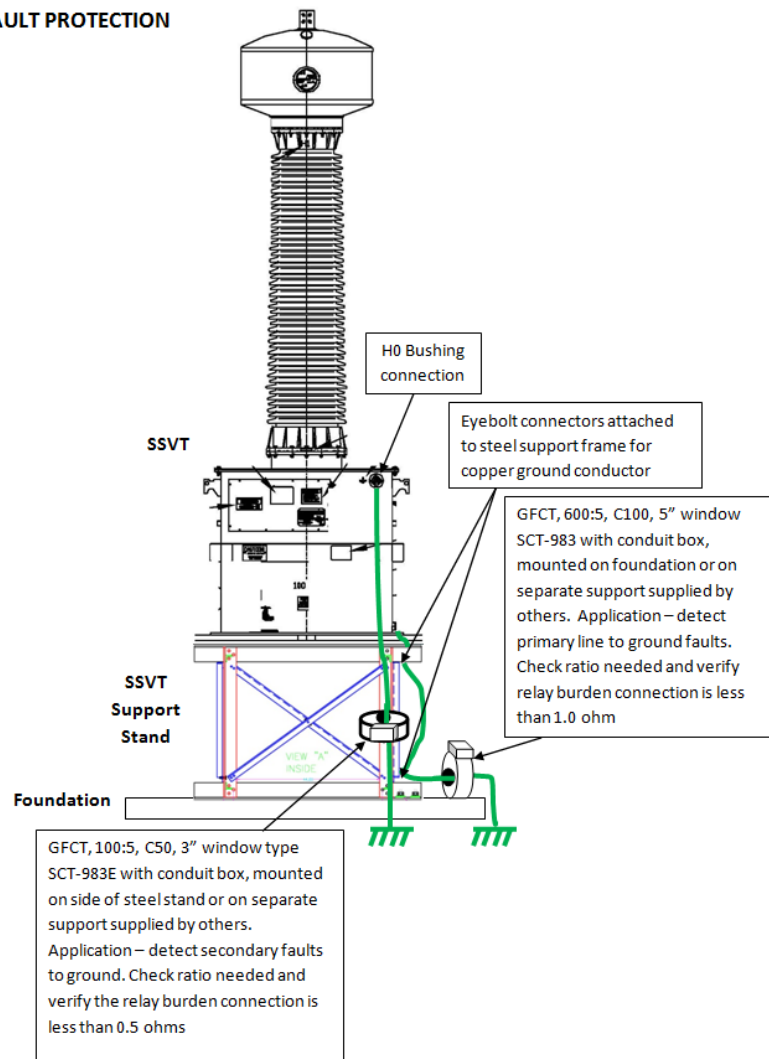 AULT PROTECTION
H0 Bushing
connection
Eyebolt connectors attached
to steel support frame for
copper ground conductor
SSVT
GFCT, 600:5, C100, 5” window
SCT-983 with conduit box,
mounted on foundation or on
separate support supplied by
others. Application – detect
primary line to ground faults.
Check ratio needed and verify
relay burden connection is less
than 1.0 ohm
100
SSVT
Support
Stand
VIEW "A"
INSIDE
Foundation
GFCT, 100:5, C50, 3” window type
SCT-983E with conduit box, mounted
on side of steel stand or on separate
support supplied by others.
Application – detect secondary faults
to ground. Check ratio needed and
verify the relay burden connection is
less than 0.5 ohms